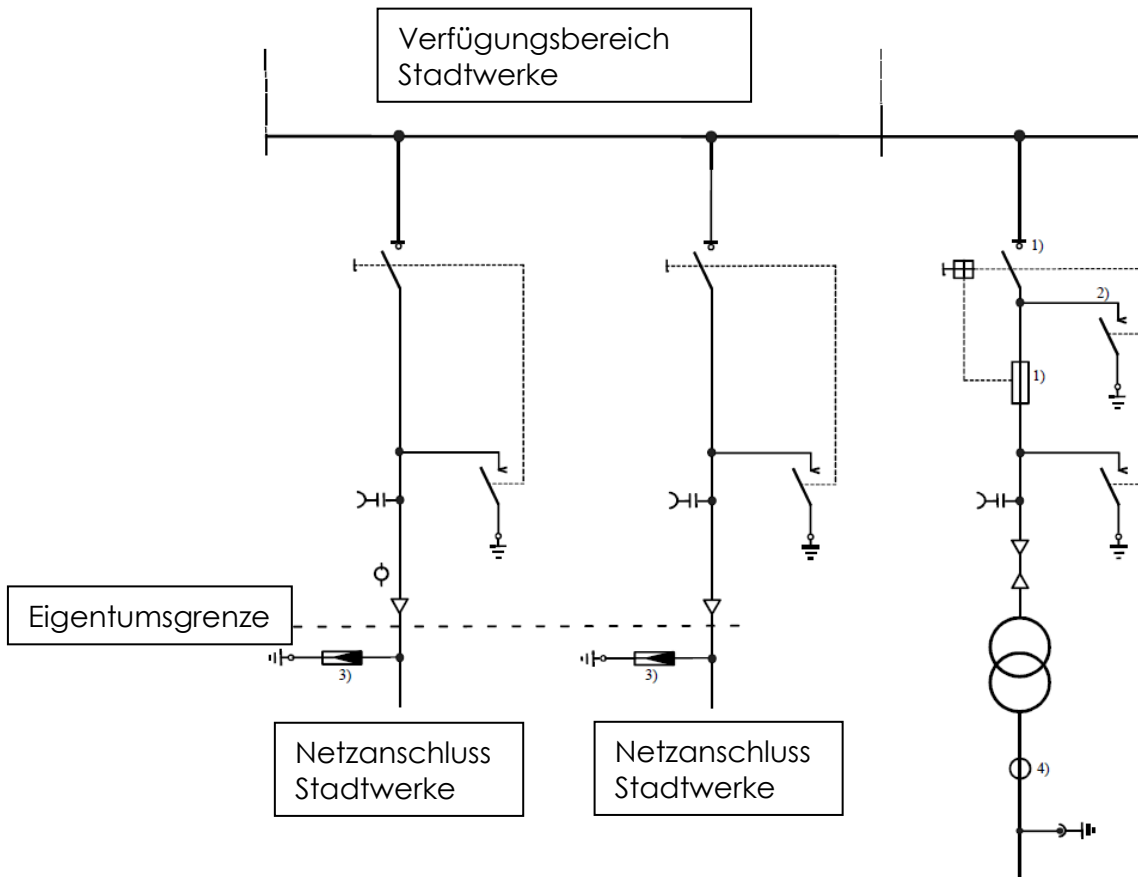 Verfügungsbereich
Stadtwerke
1)
2)
1)
Eigentumsgrenze
3)
3)
Netzanschluss
Stadtwerke
Netzanschluss
Stadtwerke
4)